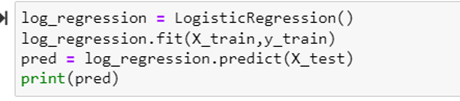 log_regression = LogisticRegression()
log_regression.fit(X_train,y_train)
pred = log_regression.predict(X_test)
print(pred)